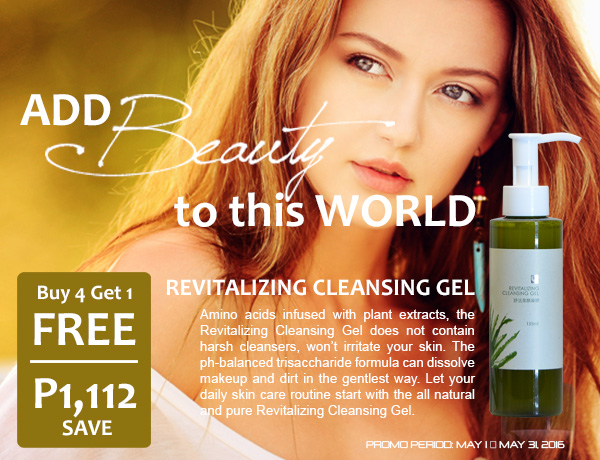 ADD
Beauty
to this WORLD
Buy 4 Get 1
FREE
P1,112
SAVE
REVITALIZING CLEANSING GEL
Amino acids infused with plant extracts, the
Revitalizing Cleansing Gel does not contain
harsh cleansers, won't irritate your skin. The
ph-balanced trisaccharide formula can dissolve
makeup and dirt in the gentlest way. Let your
daily skin care routine start with the all natural
and pure Revitalizing Cleansing Gel.
REVITALIZING
CLEANSING GEL
PROMO PERIOD: MAY 1 ▯ MAY 31, 2016